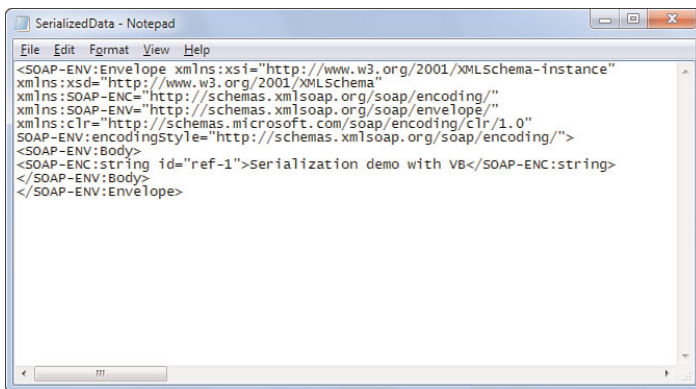 SerializedData - Notepad
File Edit Format View Help
<SOAP-ENV:Envelope xmlns:xsi="http://www.w3.org/2001/XMLSchema-instance"
xmlns:xsd="http://www.w3.org/2001/XMLSchema"
xmlns:SOAP-ENC="http://schemas.xmlsoap.org/soap/encoding/"
xmlns:SOAP-ENV="http://schemas.xmlsoap.org/soap/envelope/"
xmlns:clr="http://schemas.microsoft.com/soap/encoding/clr/1.0"
SOAP-ENV:encodingStyle="http://schemas.xmlsoap.org/soap/encoding/">
<SOAP-ENV:Body>
<SOAP-ENC:string id="ref-1">Serialization demo with VB</SOAP-ENC:string>
</SOAP-ENV:Body>
</SOAP-ENV:Envelope>